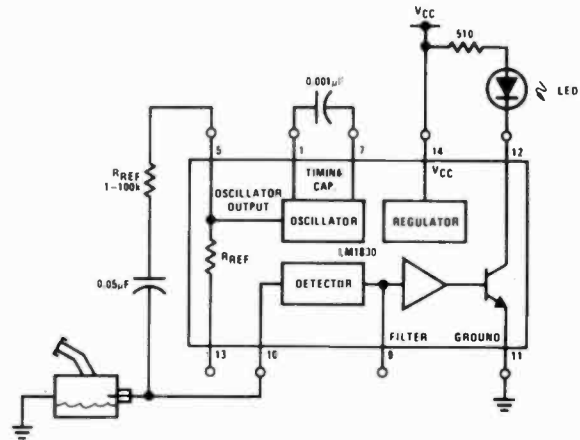 VCC
510
0.001µF
LED
5
1
7
14
12
TIMING
CAP.
VCC
RREF
1-100k
OSCILLATOR
OUTPUT
OSCILLATOR
REGULATOR
LM1830
RREF
DETECTOR
0.05µF
FILTER
GROUND
13
10
9
11